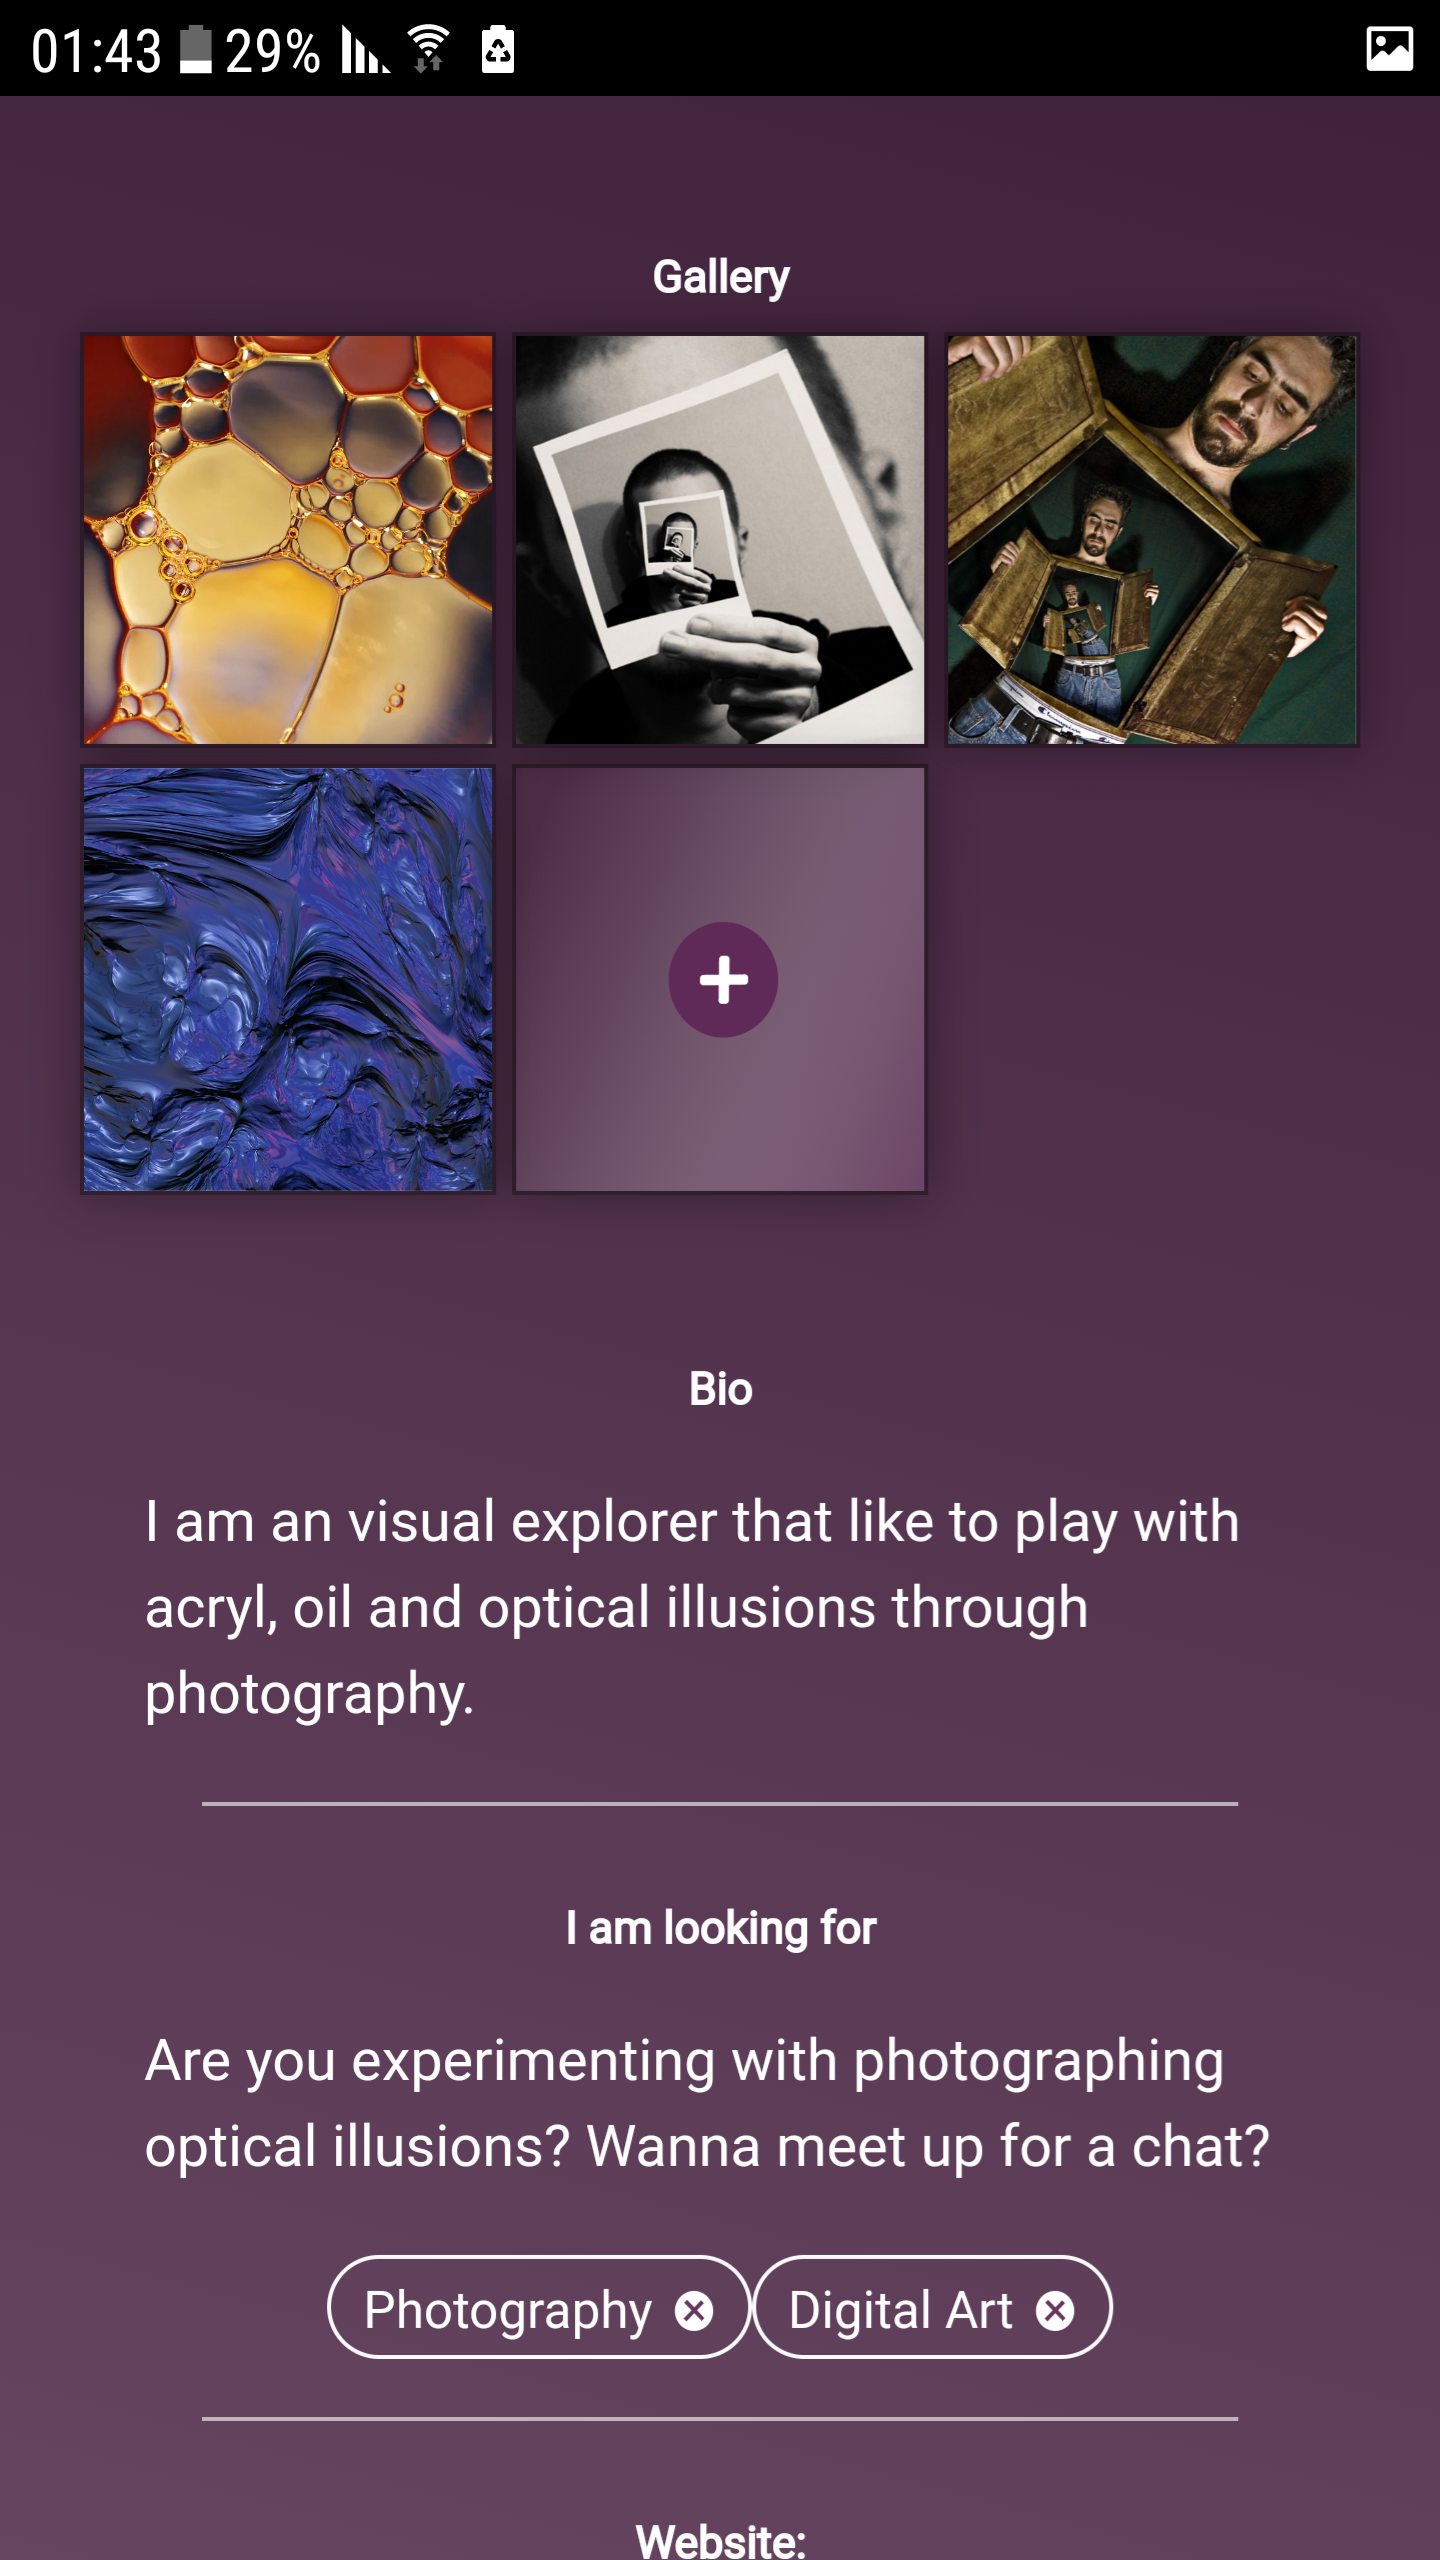 01:43 29%
Gallery
Bio
I am an visual explorer that like to play with
acryl, oil and optical illusions through
photography.
I am looking for
Are you experimenting with photographing
optical illusions? Wanna meet up for a chat?
Photography Digital Art
Website: